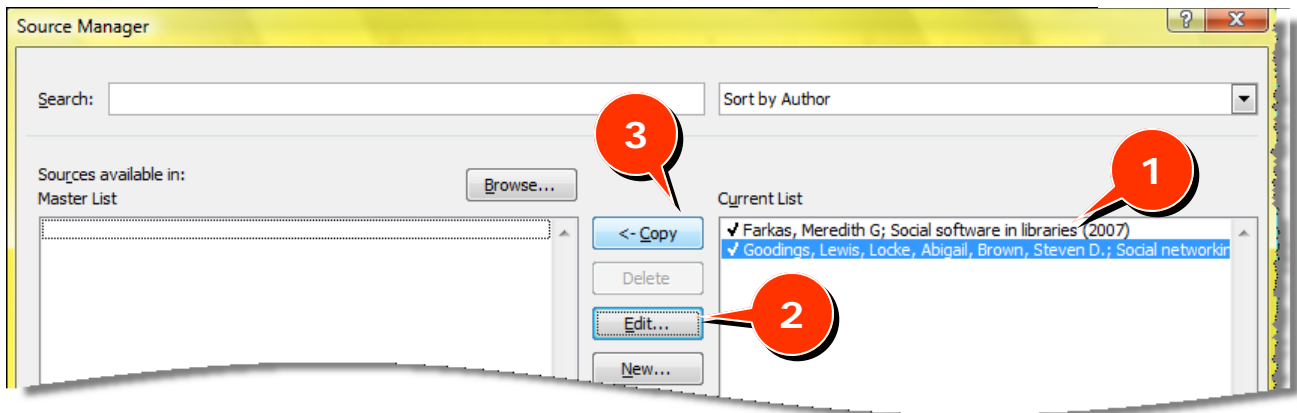 Source Manager
?
X
Search:
Sort by Author
3
1
Sources available in:
Browse...
Master List
Current List
<- Copy
✓ Farkas, Meredith G; Social software in libraries (2007)
✓ Goodings, Lewis, Locke, Abigail, Brown, Steven D.; Social networkin
Delete
Edit...
2
New...